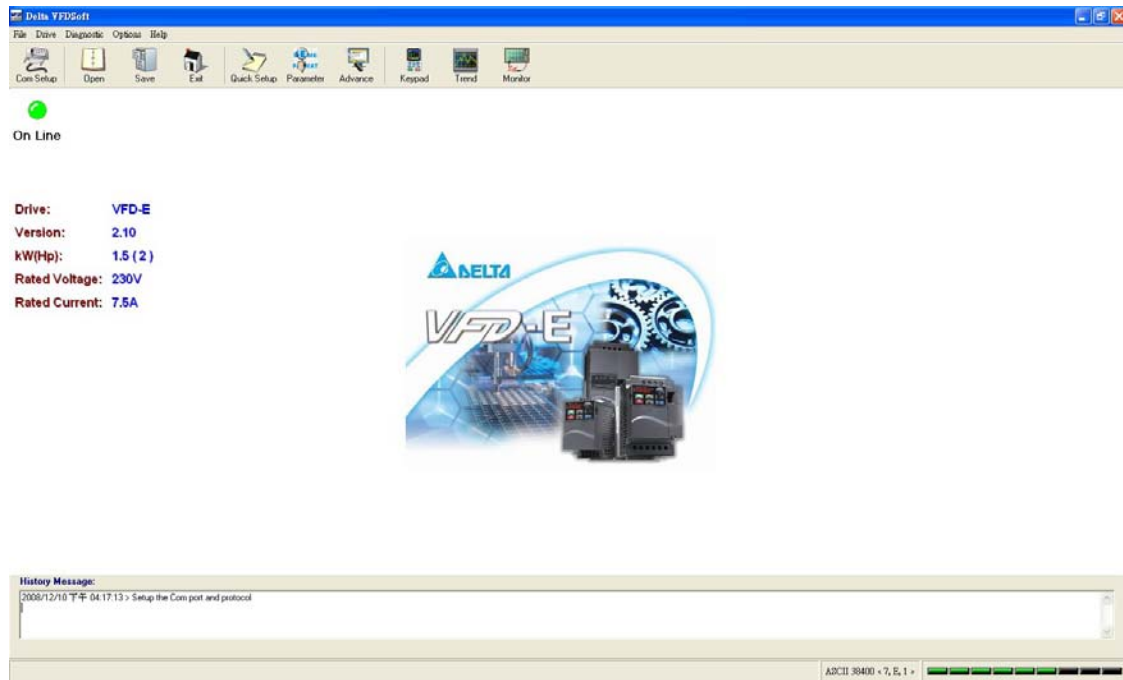 Delta VFDSoft
File Drive Diagnostic Options Help
Com Setup Open Save Exit Quick Setup Parameter Advance Keypad Trend Monitor
On Line
Drive: VFD-E
Version: 2.10
kW(Hp): 1.5 ( 2 )
Rated Voltage: 230V
Rated Current: 7.5A
DELTA
VFD-E
History Message:
2008/12/10 下午 04:17:13 > Setup the Com port and protocol
ASCII 38400 < 7, E, 1 >